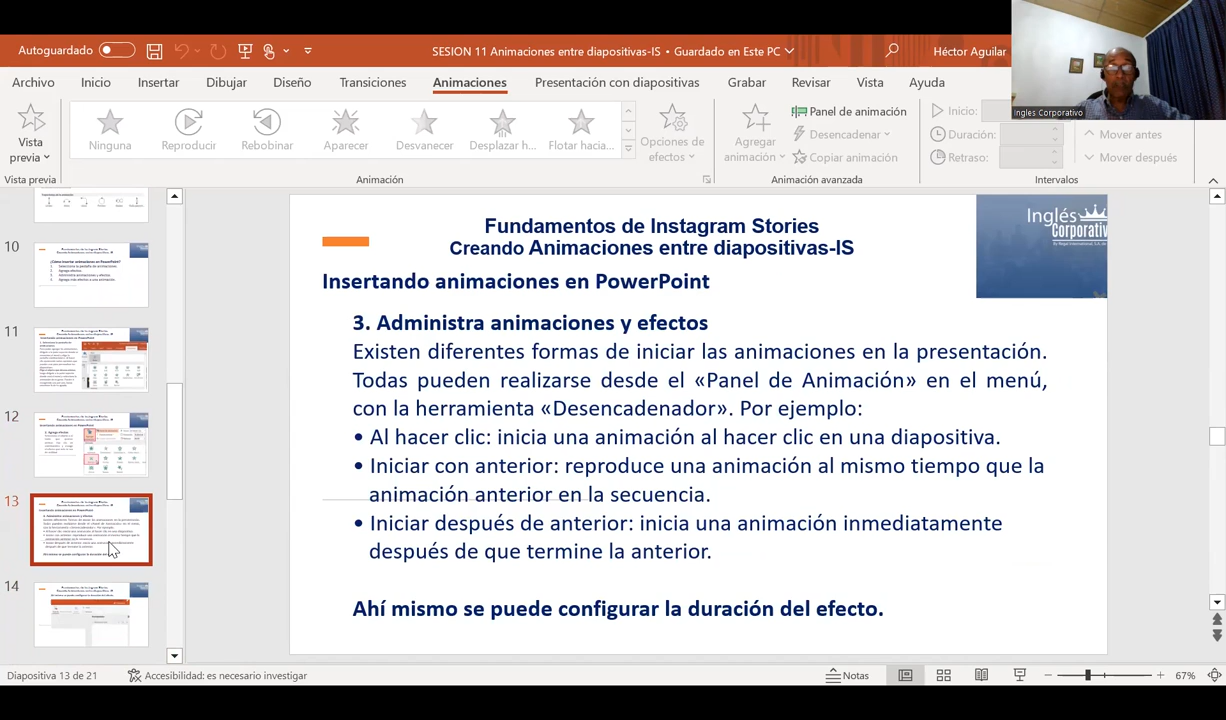 Autoguardado
SESION 11 Animaciones entre diapositivas-IS • Guardado en Este PC
Héctor Aguilar
Inglés Corporativo
Archivo Inicio Insertar Dibujar Diseño Transiciones Animaciones Presentación con diapositivas Grabar Revisar Vista Ayuda
Vista previa
Ninguna Reproducir Rebobinar Aparecer Desvanecer Desplazar h... Flotar hacia...
Opciones de efectos
Agregar animación
Panel de animación
Desencadenar
Copiar animación
Inicio:
Duración:
Retraso:
Mover antes
Mover después
Vista previa Animación Animación avanzada Intervalos
10
¿Cómo insertar animaciones en PowerPoint?
11
12
13
14
Fundamentos de Instagram Stories
Creando Animaciones entre diapositivas-IS
Inglés
Corporativ
Insertando animaciones en PowerPoint
3. Administra animaciones y efectos
Existen diferentes formas de iniciar las animaciones en la presentación.
Todas pueden realizarse desde el «Panel de Animación» en el menú,
con la herramienta «Desencadenador». Por ejemplo:
• Al hacer clic: inicia una animación al hacer clic en una diapositiva.
• Iniciar con anterior: reproduce una animación al mismo tiempo que la
animación anterior en la secuencia.
• Iniciar después de anterior: inicia una animación inmediatamente
después de que termine la anterior.
Ahí mismo se puede configurar la duración del efecto.
Diapositiva 13 de 21 Accesibilidad: es necesario investigar
Notas
67%